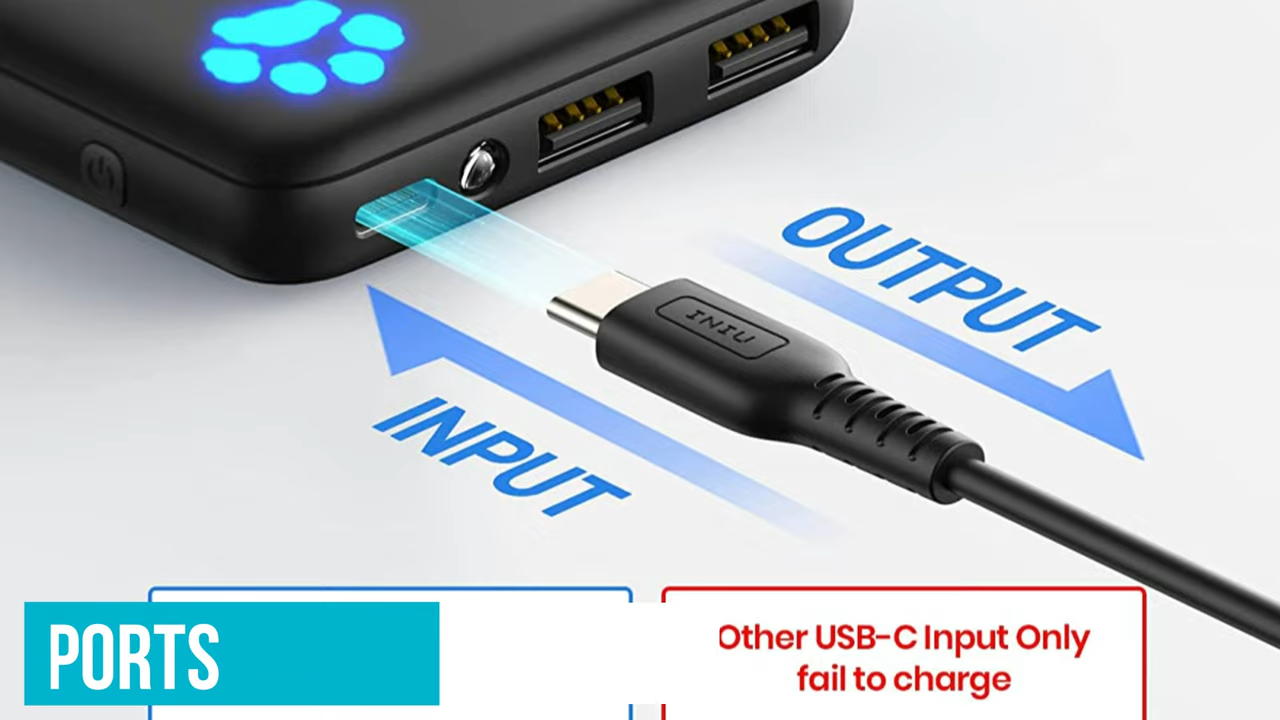 OUTPUT
INIU
INPUT
PORTS
Other USB-C Input Only
fail to charge